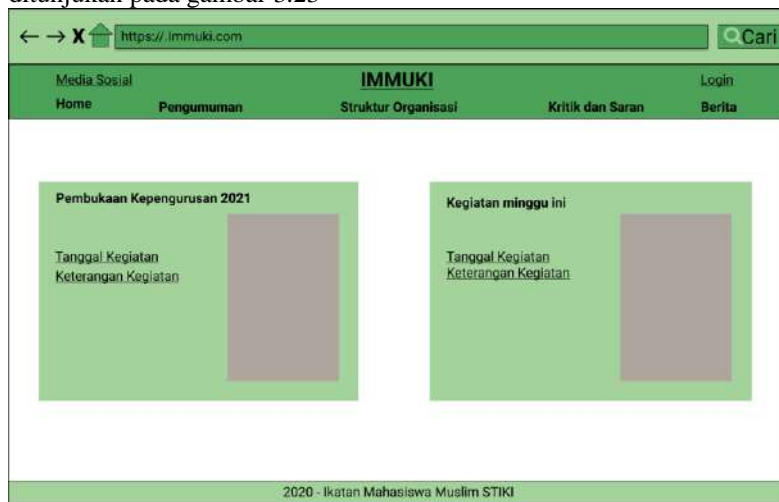 ditunjukan pada gambar 3.23
← → X https://.Immuki.com Cari
Media Sosial IMMUKI Login
Home Pengumuman Struktur Organisasi Kritik dan Saran Berita
Pembukaan Kepengurusan 2021
Tanggal Kegiatan
Keterangan Kegiatan
Kegiatan minggu ini
Tanggal Kegiatan
Keterangan Kegiatan
2020 - Ikatan Mahasiswa Muslim STIKI